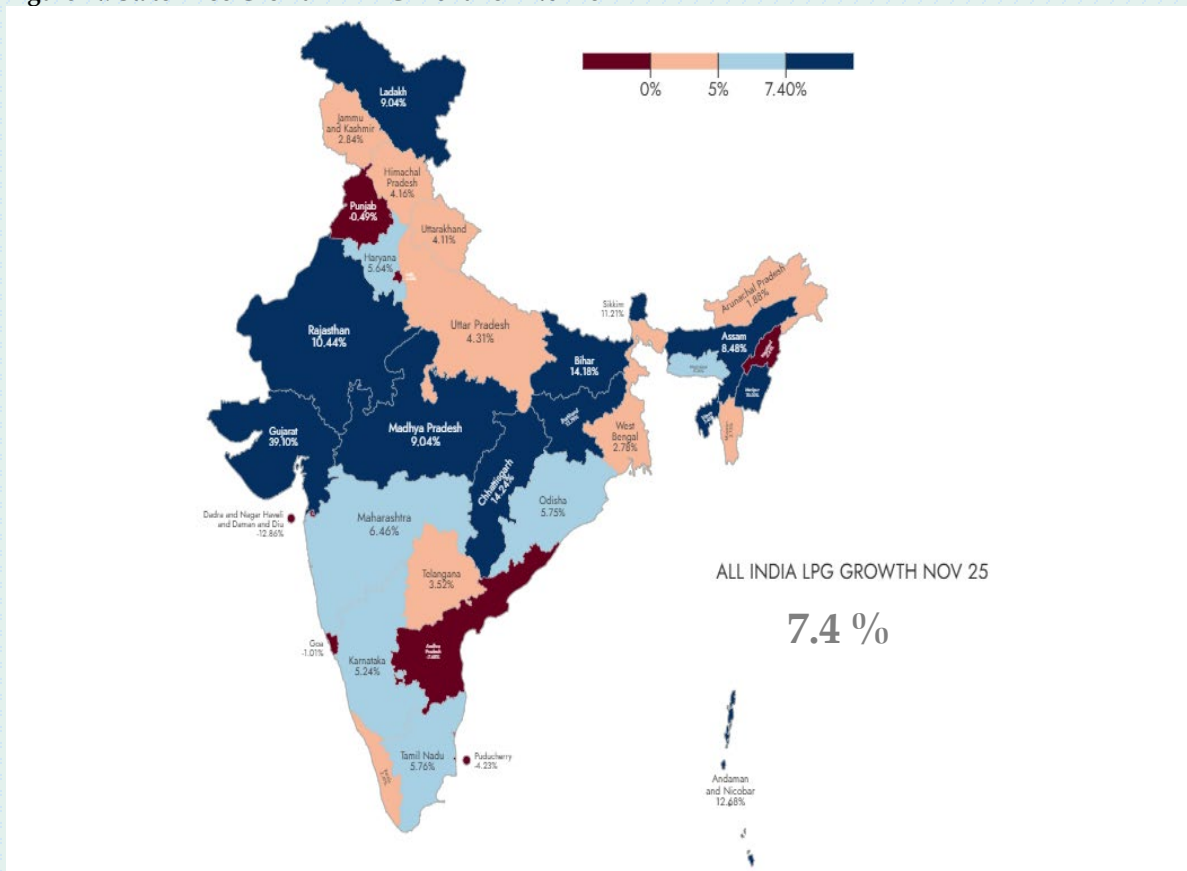 0%
5%
7.40%
Ladakh
9.04%
Jammu
and Kashmir
2.84%
Himachal
Pradesh
4.16%
Punjab
-0.49%
Uttarakhand
4.11%
Haryana
5.64%
Rajasthan
10.44%
Uttar Pradesh
4.31%
Sikkim
11.21%
Arunachal Pradesh
1.88%
Assam
8.48%
Bihar
14.18%
Gujarat
39.10%
Madhya Pradesh
9.04%
Chhattisgarh
14.24%
West
Bengal
2.78%
Odisha
5.75%
Dadra and Nagar Haveli
and Daman and Diu
-12.86%
Maharashtra
6.46%
Telangana
3.52%
ALL INDIA LPG GROWTH NOV 25
7.4 %
Goa
-1.01%
Karnataka
5.24%
Andhra
Pradesh
Tamil Nadu
5.76%
Puducherry
-4.23%
Andaman
and Nicobar
12.68%